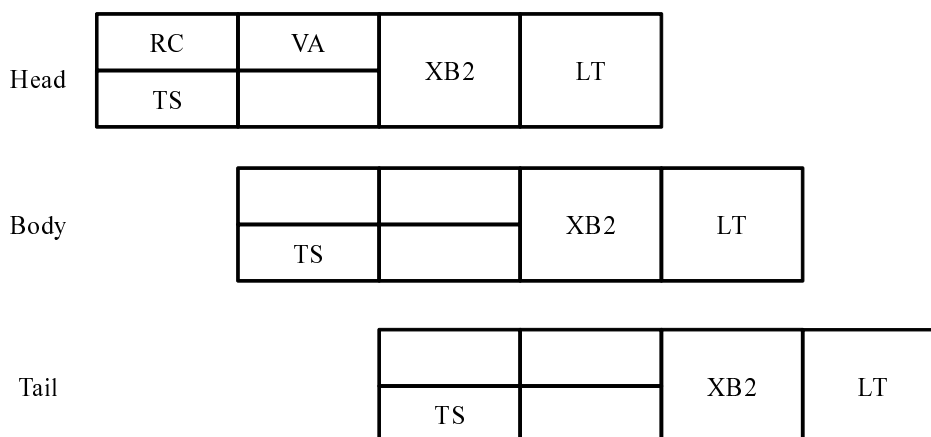 RC VA
Head XB2 LT
TS
Body XB2 LT
TS
Tail XB2 LT
TS